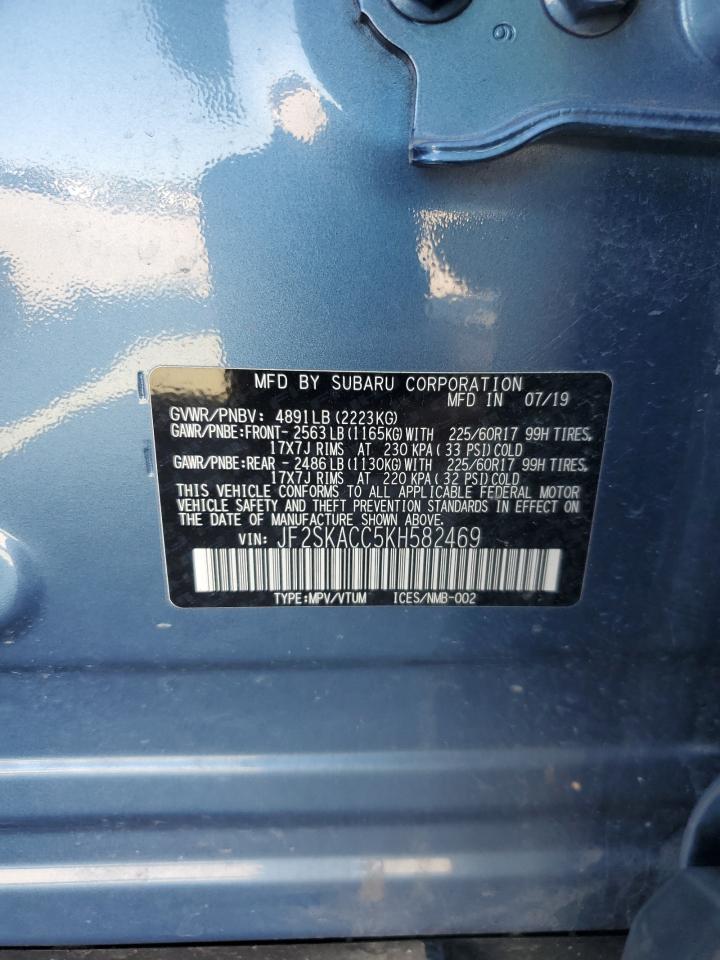 9
MFD BY SUBARU CORPORATION
MFD IN 07/19
GVWR/PNBV: 4891LB(2223KG)
GAWR/PNBE:FRONT- 2563LB(1165KG)WITH 225/60R17 99H TIRES,
17X7J RIMS AT 230 KPA( 33 PSI)COLD
GAWR/PNBE:REAR - 2486LB(1130KG)WITH 225/60R17 99H TIRES,
17X7J RIMS AT 220 KPA( 32 PSI)COLD
THIS VEHICLE CONFORMS TO ALL APPLICABLE FEDERAL MOTOR
VEHICLE SAFETY AND THEFT PREVENTION STANDARDS IN EFFECT
ON THE DATE OF MANUFACTURE SHOWN ABOVE.
VIN: JF2SKACC5KH582469
TYPE:MPV/VTUM ICES/NMB-002